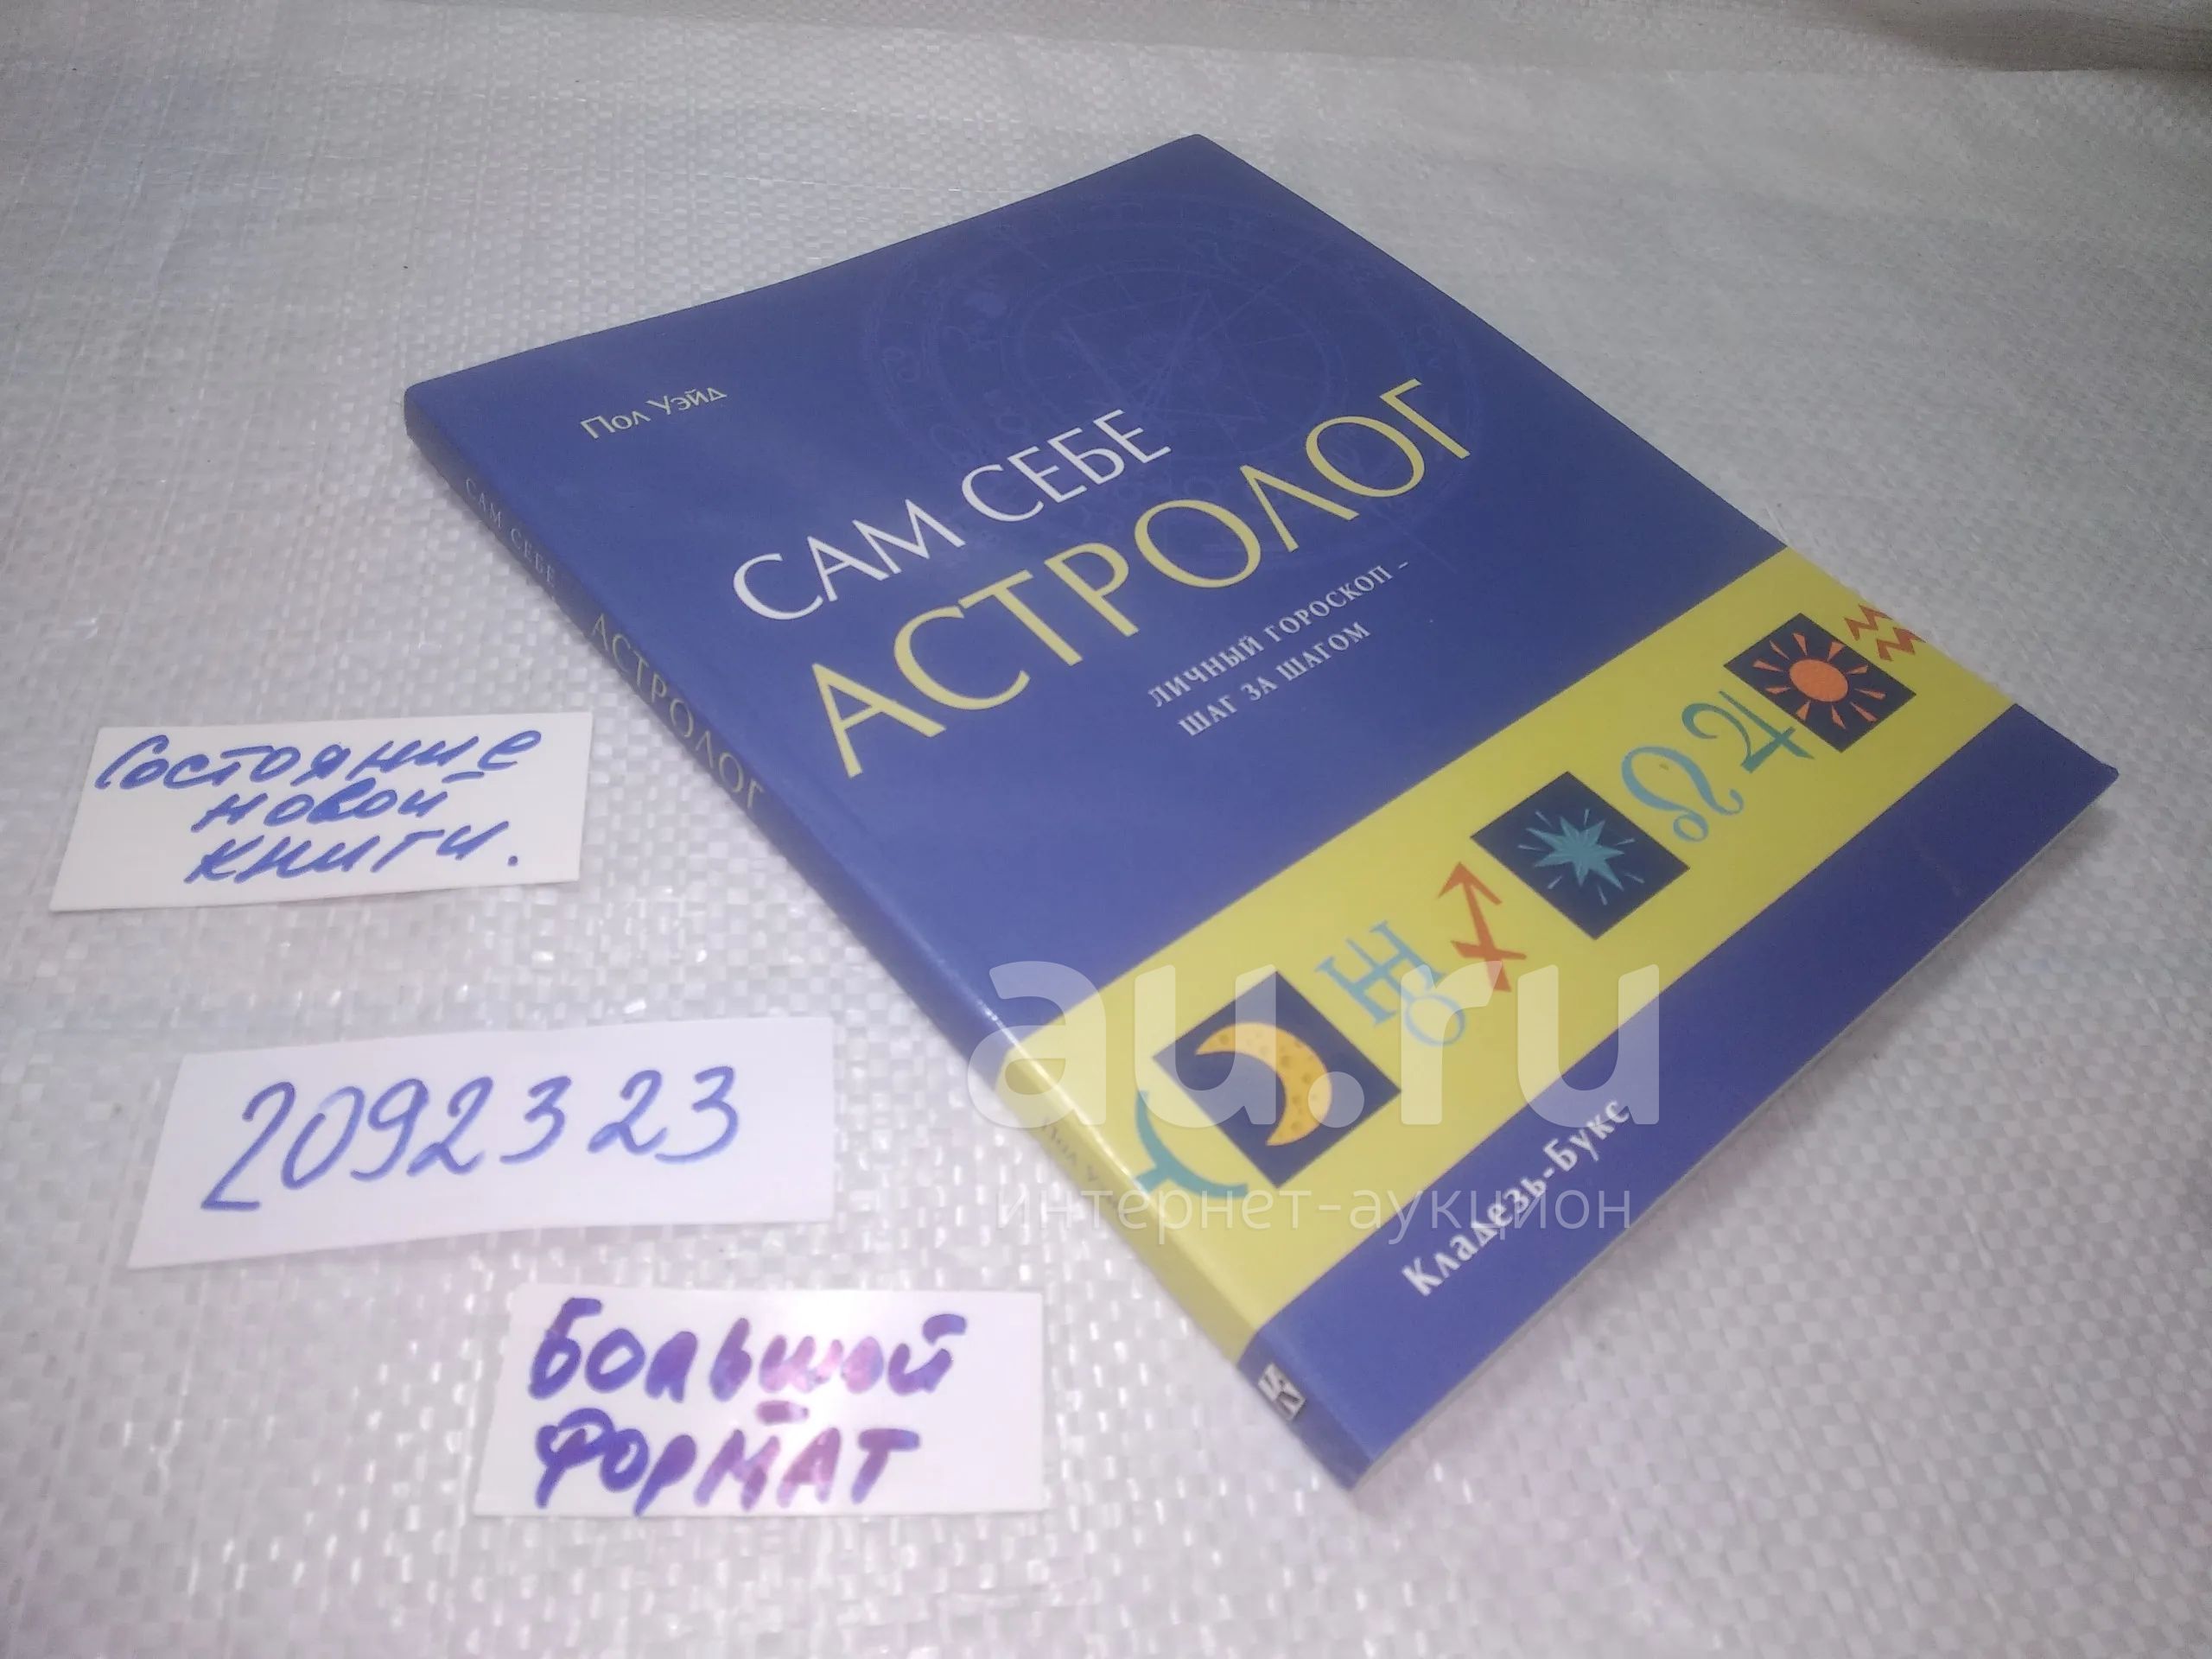 Пол Уэйд
САМ СЕБЕ
АСТРОЛОГ
ЛИЧНЫЙ ГОРОСКОП –
ШАГ ЗА ШАГОМ
САМ СЕБЕ АСТРОЛОГ
Состояние
новой
книги.
2092323
Большой
формат
Кладезь-Букс
au.ru
интернет-аукцион